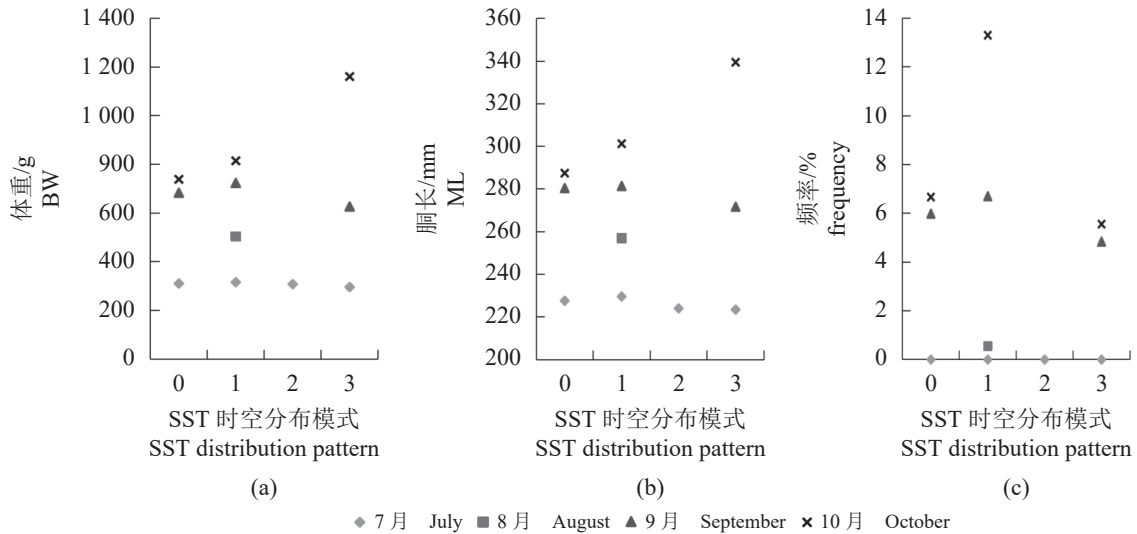 1 400
1 200
1 000
900
600
400
200
0
体重/g
BW
0 1 2 3
SST 时空分布模式
SST distribution pattern
(a)
360
340
320
300
280
260
240
220
200
胴长/mm
ML
0 1 2 3
SST 时空分布模式
SST distribution pattern
(b)
14
12
10
8
6
4
2
0
频率/%
frequency
0 1 2 3
SST 时空分布模式
SST distribution pattern
(c)
7 月 July 8 月 August 9 月 September 10 月 October